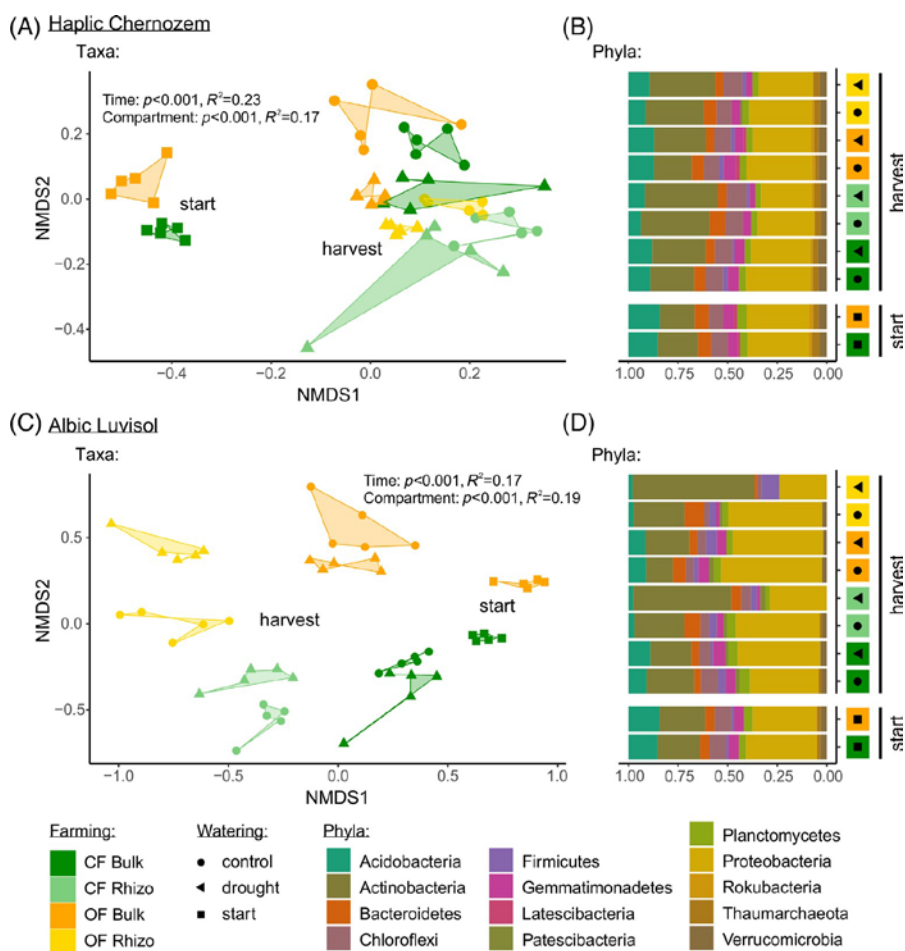 (A) Haplic Chernozem
Taxa:
Time: p<0.001, R²=0.23
Compartment: p<0.001, R²=0.17
start
harvest
NMDS2
0.2
0.0
−0.2
−0.4
−0.4
−0.2
0.0
0.2
NMDS1
(B)
Phyla:
harvest
start
1.00 0.75 0.50 0.25 0.00
(C) Albic Luvisol
Taxa:
Time: p<0.001, R²=0.17
Compartment: p<0.001, R²=0.19
start
harvest
NMDS2
0.5
0.0
−0.5
−1.0
−0.5
0.0
0.5
1.0
NMDS1
(D)
Phyla:
harvest
start
1.00 0.75 0.50 0.25 0.00
Farming:
CF Bulk
CF Rhizo
OF Bulk
OF Rhizo
Watering:
control
drought
start
Phyla:
Acidobacteria
Actinobacteria
Bacteroidetes
Chloroflexi
Firmicutes
Gemmatimonadetes
Latescibacteria
Patescibacteria
Planctomycetes
Proteobacteria
Rokubacteria
Thaumarchaeota
Verrucomicrobia